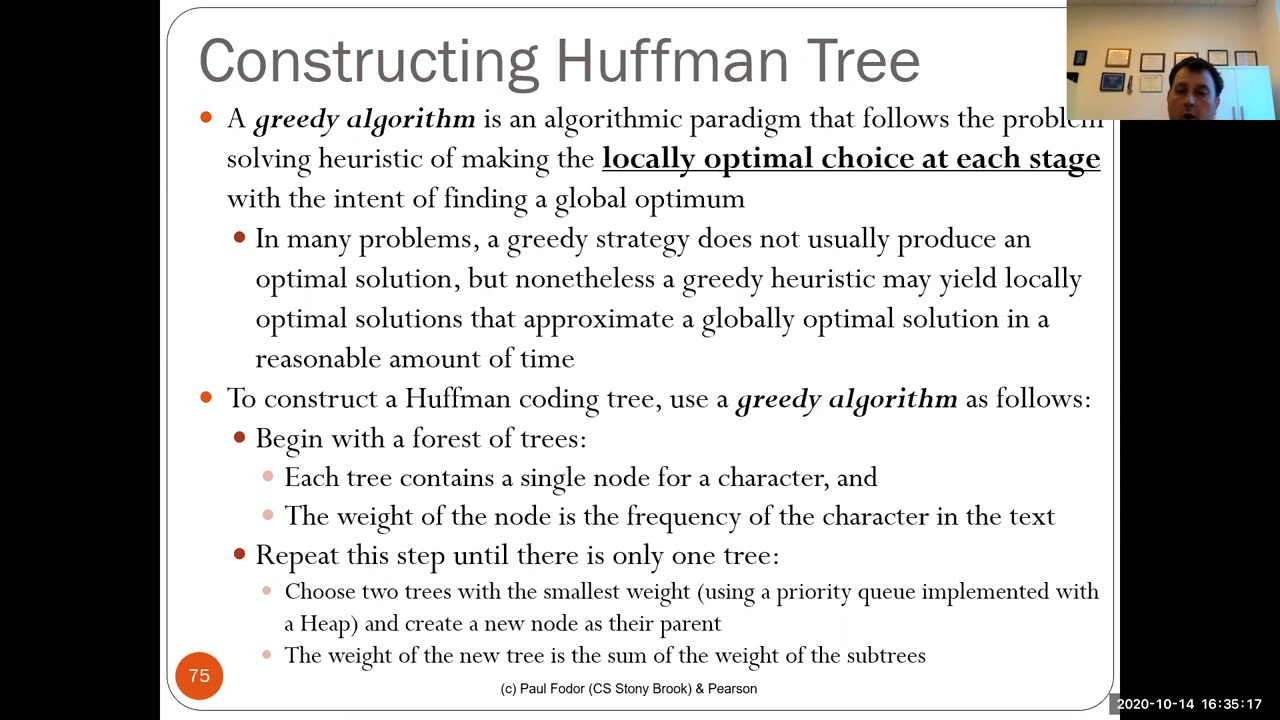 Constructing Huffman Tree
A greedy algorithm is an algorithmic paradigm that follows the problem
solving heuristic of making the locally optimal choice at each stage
with the intent of finding a global optimum
In many problems, a greedy strategy does not usually produce an
optimal solution, but nonetheless a greedy heuristic may yield locally
optimal solutions that approximate a globally optimal solution in a
reasonable amount of time
To construct a Huffman coding tree, use a greedy algorithm as follows:
Begin with a forest of trees:
Each tree contains a single node for a character, and
The weight of the node is the frequency of the character in the text
Repeat this step until there is only one tree:
Choose two trees with the smallest weight (using a priority queue implemented with
a Heap) and create a new node as their parent
The weight of the new tree is the sum of the weight of the subtrees
75
(c) Paul Fodor (CS Stony Brook) & Pearson
2020-10-14 16:35:17